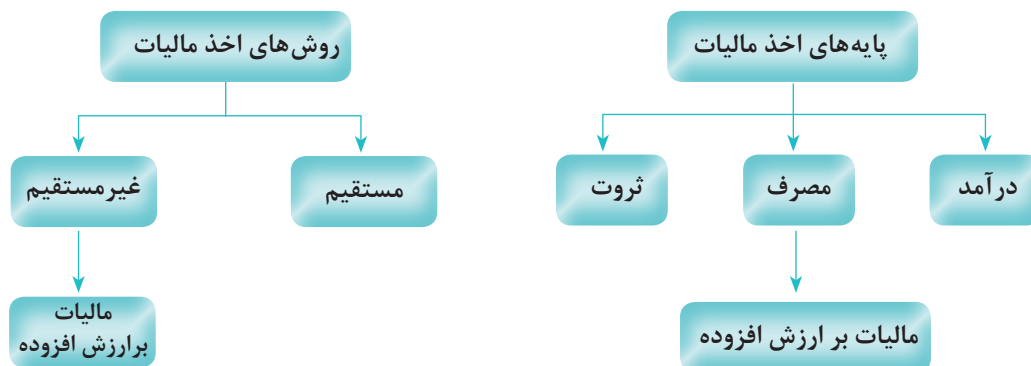 پایه‌های اخذ مالیات
درآمد
مصرف
ثروت
مالیات بر ارزش افزوده
روش‌های اخذ مالیات
مستقیم
غیرمستقیم
مالیات
برارزش افزوده